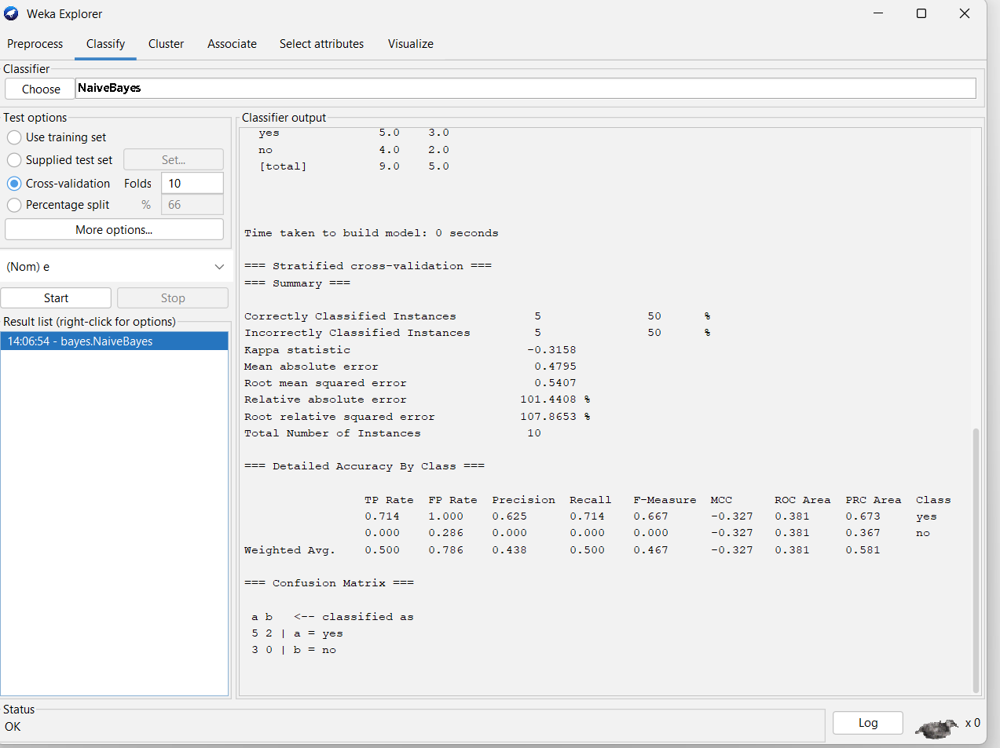 Weka Explorer
Preprocess Classify Cluster Associate Select attributes Visualize
Classifier
Choose NaiveBayes
Test options
Use training set
Supplied test set Set...
Cross-validation Folds 10
Percentage split % 66
More options...
(Nom) e
Start Stop
Result list (right-click for options)
14:06:54 - bayes.NaiveBayes
Classifier output
yes 5.0 3.0
no 4.0 2.0
[total] 9.0 5.0
Time taken to build model: 0 seconds
=== Stratified cross-validation ===
=== Summary ===
Correctly Classified Instances 5 50 %
Incorrectly Classified Instances 5 50 %
Kappa statistic -0.3158
Mean absolute error 0.4795
Root mean squared error 0.5407
Relative absolute error 101.4408 %
Root relative squared error 107.8653 %
Total Number of Instances 10
=== Detailed Accuracy By Class ===
TP Rate FP Rate Precision Recall F-Measure MCC ROC Area PRC Area Class
0.714 1.000 0.625 0.714 0.667 -0.327 0.381 0.673 yes
0.000 0.286 0.000 0.000 0.000 -0.327 0.381 0.367 no
Weighted Avg. 0.500 0.786 0.438 0.500 0.467 -0.327 0.381 0.581
=== Confusion Matrix ===
a b <-- classified as
5 2 | a = yes
3 0 | b = no
Status
OK
Log x 0